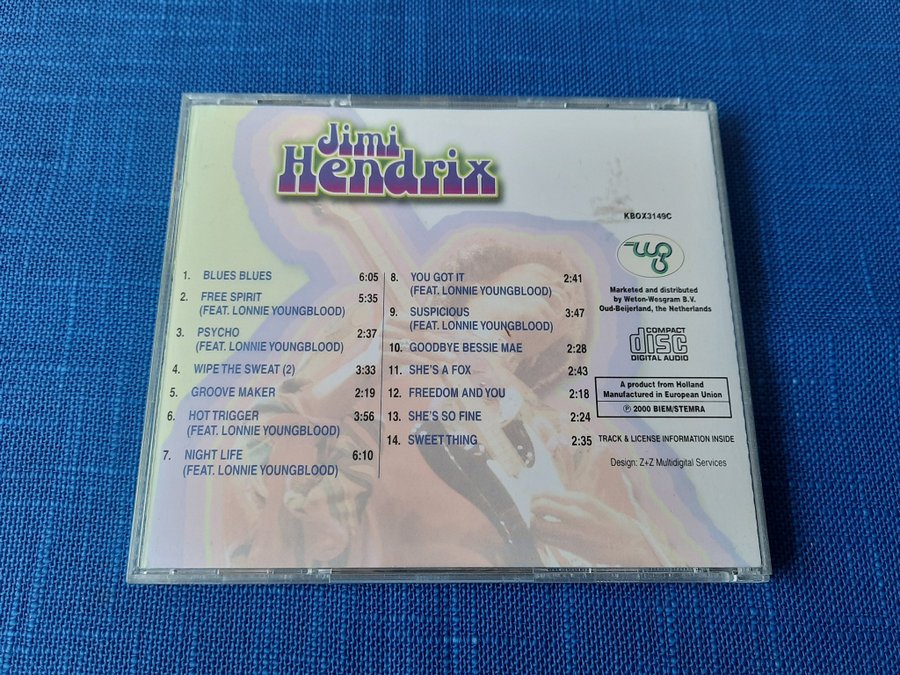 Jimi
Hendrix
1. BLUES BLUES 6:05
2. FREE SPIRIT 5:35
(FEAT. LONNIE YOUNGBLOOD)
3. PSYCHO 2:37
(FEAT. LONNIE YOUNGBLOOD)
4. WIPE THE SWEAT (2) 3:33
5. GROOVE MAKER 2:19
6. HOT TRIGGER 3:56
(FEAT. LONNIE YOUNGBLOOD)
7. NIGHT LIFE 6:10
(FEAT. LONNIE YOUNGBLOOD)
8. YOU GOT IT 2:41
(FEAT. LONNIE YOUNGBLOOD)
9. SUSPICIOUS 3:47
(FEAT. LONNIE YOUNGBLOOD)
10. GOODBYE BESSIE MAE 2:28
11. SHE'S A FOX 2:43
12. FREEDOM AND YOU 2:18
13. SHE'S SO FINE 2:24
14. SWEET THING 2:35
KBOX3149C
Marketed and distributed
by Weton-Wesgram B.V.
Oud-Beijerland, the Netherlands
COMPACT
disc
DIGITAL AUDIO
A product from Holland
Manufactured in European Union
℗ 2000 BIEM/STEMRA
TRACK & LICENSE INFORMATION INSIDE
Design: Z+Z Multidigital Services